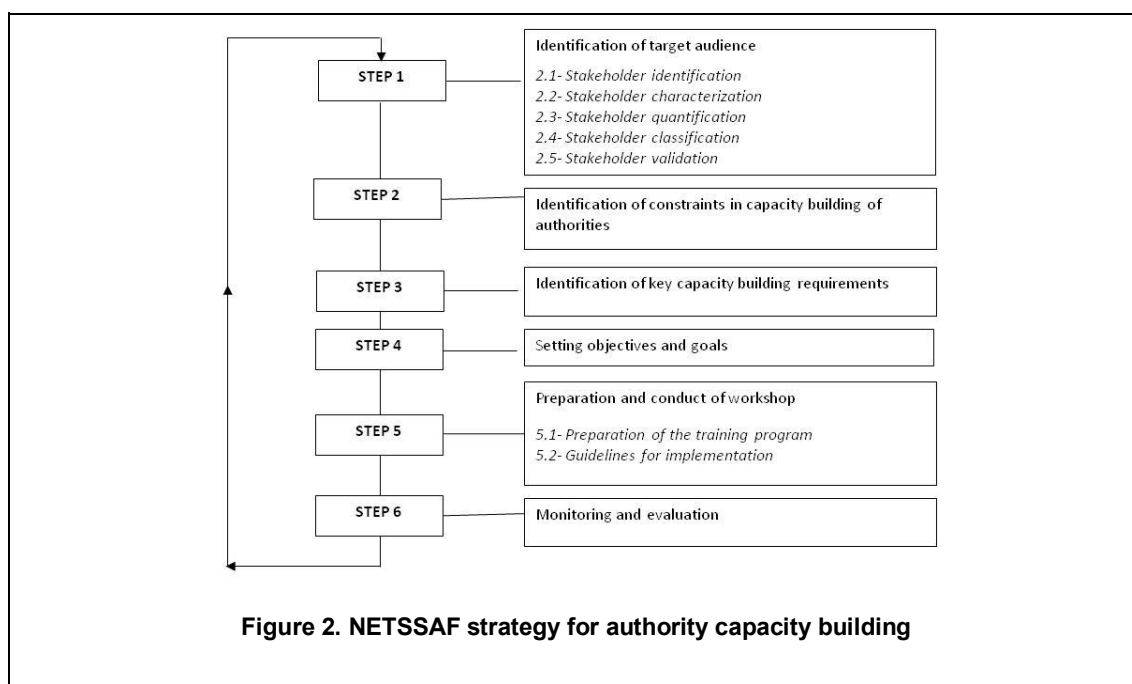 STEP 1
Identification of target audience
2.1- Stakeholder identification
2.2- Stakeholder characterization
2.3- Stakeholder quantification
2.4- Stakeholder classification
2.5- Stakeholder validation
STEP 2
Identification of constraints in capacity building of
authorities
STEP 3
Identification of key capacity building requirements
STEP 4
Setting objectives and goals
STEP 5
Preparation and conduct of workshop
5.1- Preparation of the training program
5.2- Guidelines for implementation
STEP 6
Monitoring and evaluation
Figure 2. NETSSAF strategy for authority capacity building